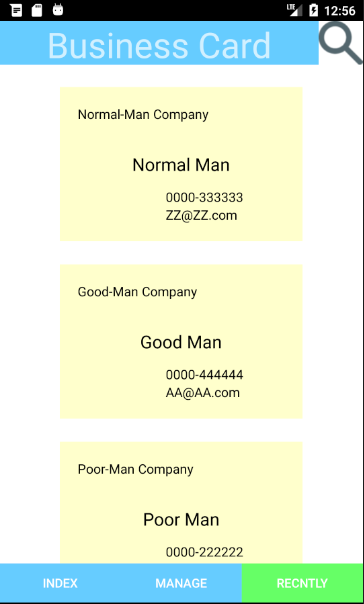 LTE 12:56
Business Card
Normal-Man Company
Normal Man
0000-333333
ZZ@ZZ.com
Good-Man Company
Good Man
0000-444444
AA@AA.com
Poor-Man Company
Poor Man
0000-222222
INDEX MANAGE RECNTLY